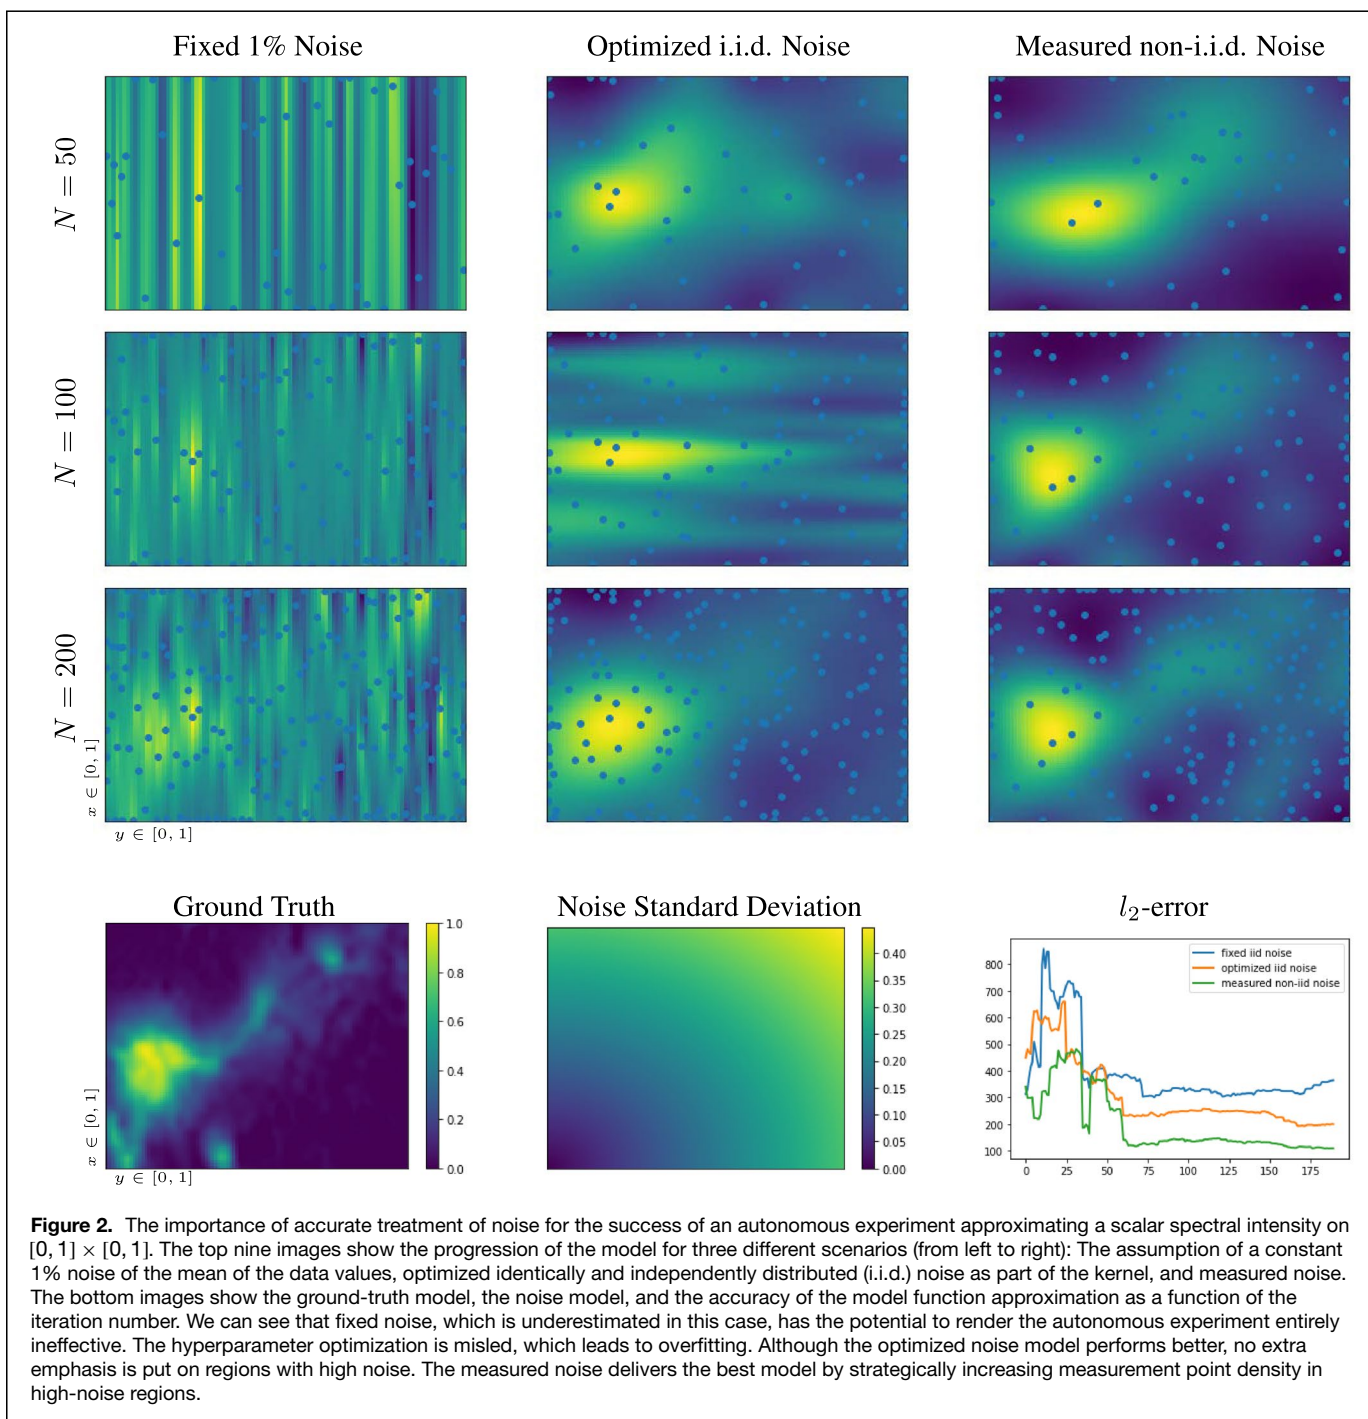 Fixed 1% Noise
Optimized i.i.d. Noise
Measured non-i.i.d. Noise
N = 50
N = 100
N = 200
x ∈ [0, 1]
y ∈ [0, 1]
Ground Truth
Noise Standard Deviation
l₂-error
1.0
0.8
0.6
0.4
0.2
0.0
x ∈ [0, 1]
y ∈ [0, 1]
0.40
0.35
0.30
0.25
0.20
0.15
0.10
0.05
0.00
fixed iid noise
optimized iid noise
measured non-iid noise
800
700
600
500
400
300
200
100
0 25 50 75 100 125 150 175
Figure 2. The importance of accurate treatment of noise for the success of an autonomous experiment approximating a scalar spectral intensity on
[0, 1] × [0, 1]. The top nine images show the progression of the model for three different scenarios (from left to right): The assumption of a constant
1% noise of the mean of the data values, optimized identically and independently distributed (i.i.d.) noise as part of the kernel, and measured noise.
The bottom images show the ground-truth model, the noise model, and the accuracy of the model function approximation as a function of the
iteration number. We can see that fixed noise, which is underestimated in this case, has the potential to render the autonomous experiment entirely
ineffective. The hyperparameter optimization is misled, which leads to overfitting. Although the optimized noise model performs better, no extra
emphasis is put on regions with high noise. The measured noise delivers the best model by strategically increasing measurement point density in
high-noise regions.